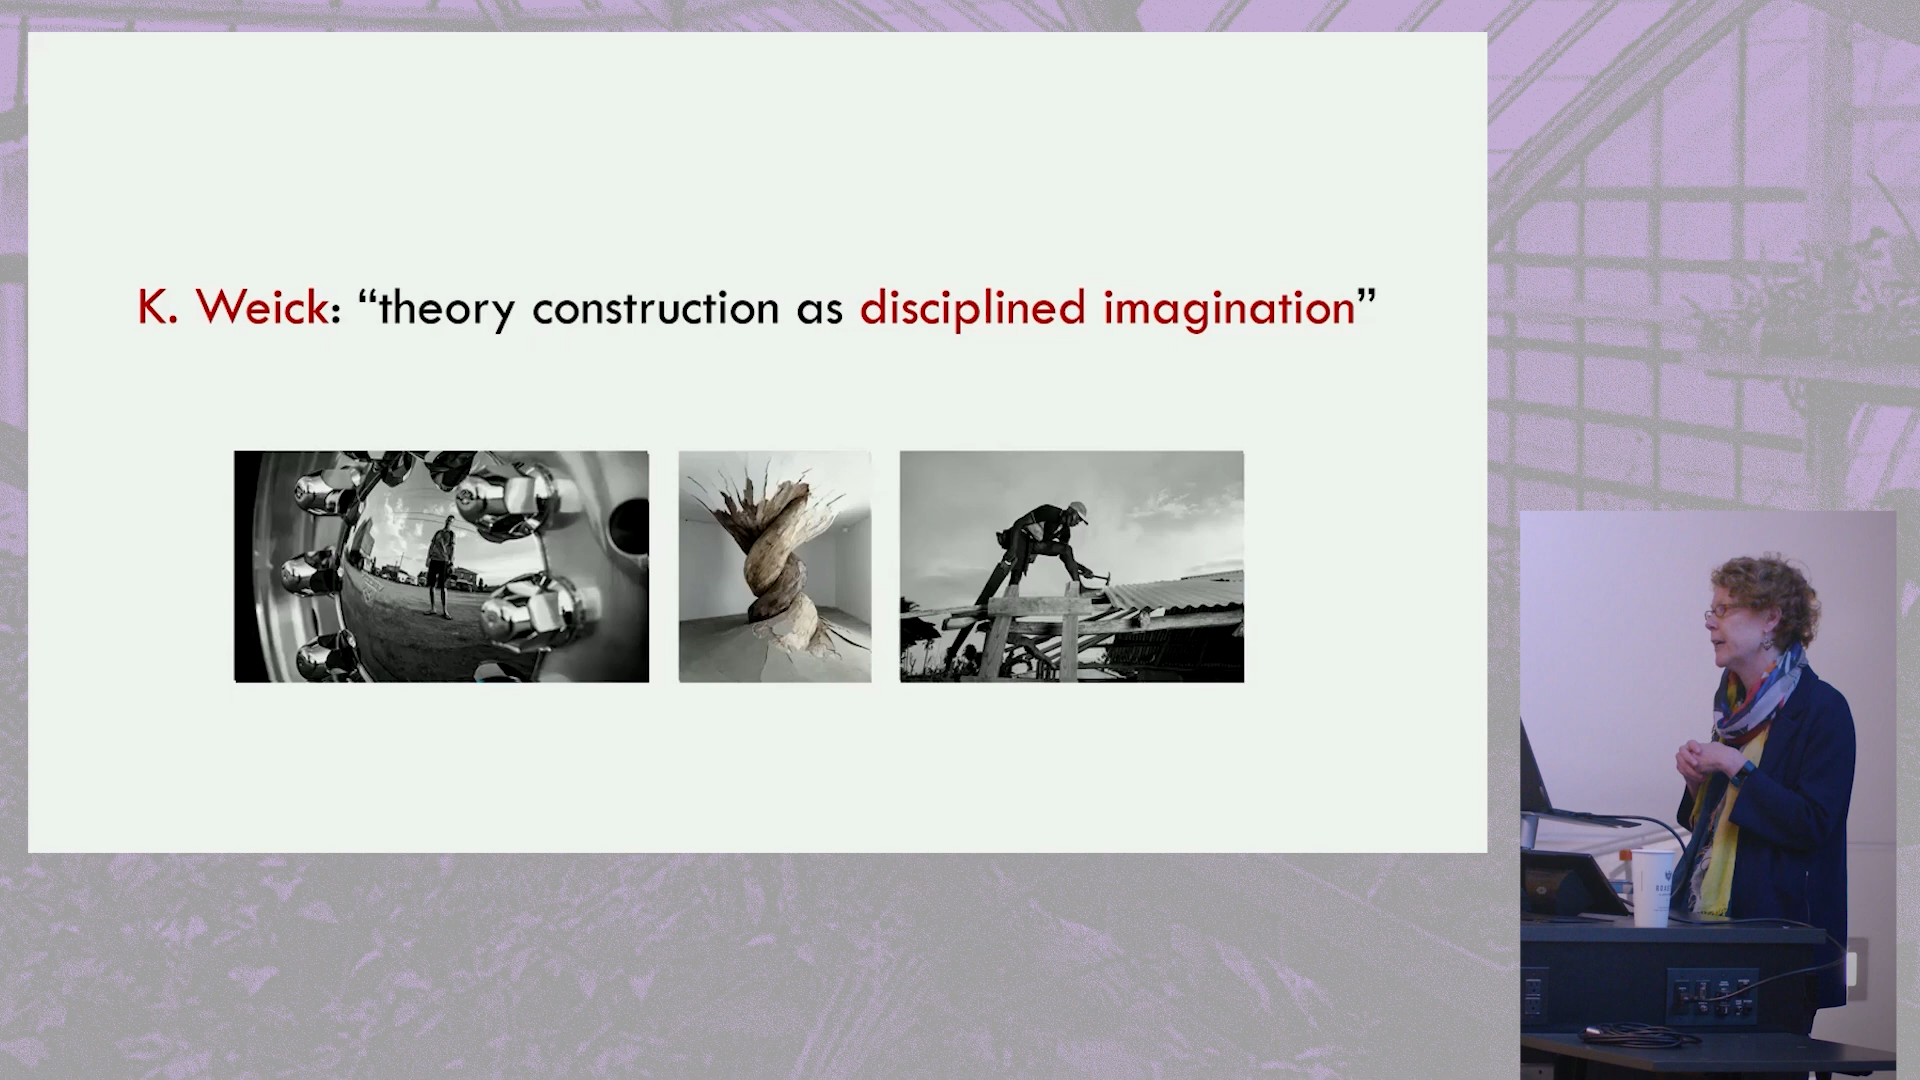 K. Weick: “theory construction as disciplined imagination”